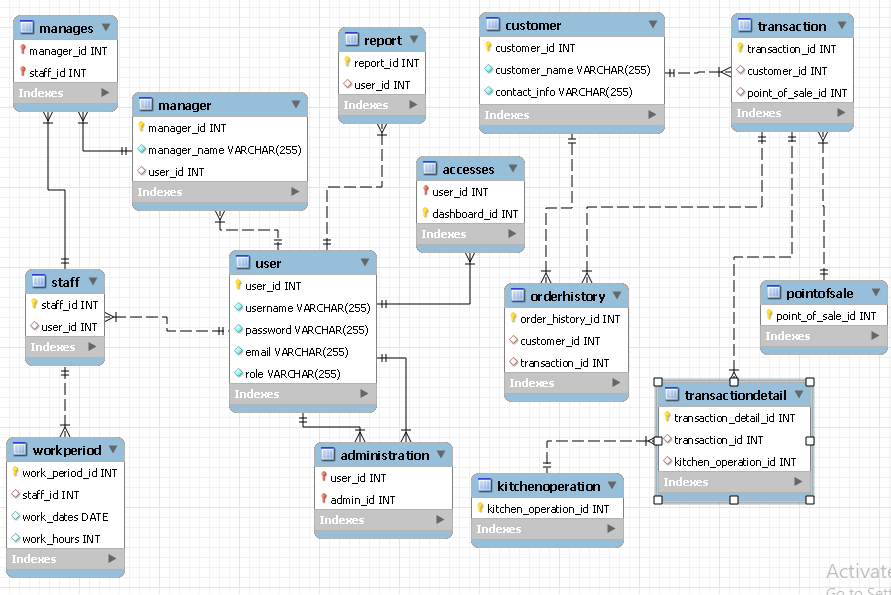 manages
manager_id INT
staff_id INT
Indexes
manager
manager_id INT
manager_name VARCHAR(255)
user_id INT
Indexes
report
report_id INT
user_id INT
Indexes
customer
customer_id INT
customer_name VARCHAR(255)
contact_info VARCHAR(255)
Indexes
transaction
transaction_id INT
customer_id INT
point_of_sale_id INT
Indexes
accesses
user_id INT
dashboard_id INT
Indexes
staff
staff_id INT
user_id INT
Indexes
user
user_id INT
username VARCHAR(255)
password VARCHAR(255)
email VARCHAR(255)
role VARCHAR(255)
Indexes
orderhistory
order_history_id INT
customer_id INT
transaction_id INT
Indexes
pointofsale
point_of_sale_id INT
Indexes
transactiondetail
transaction_detail_id INT
transaction_id INT
kitchen_operation_id INT
Indexes
workperiod
work_period_id INT
staff_id INT
work_dates DATE
work_hours INT
Indexes
administration
user_id INT
admin_id INT
Indexes
kitchenoperation
kitchen_operation_id INT
Indexes
Activate
Go to Sett